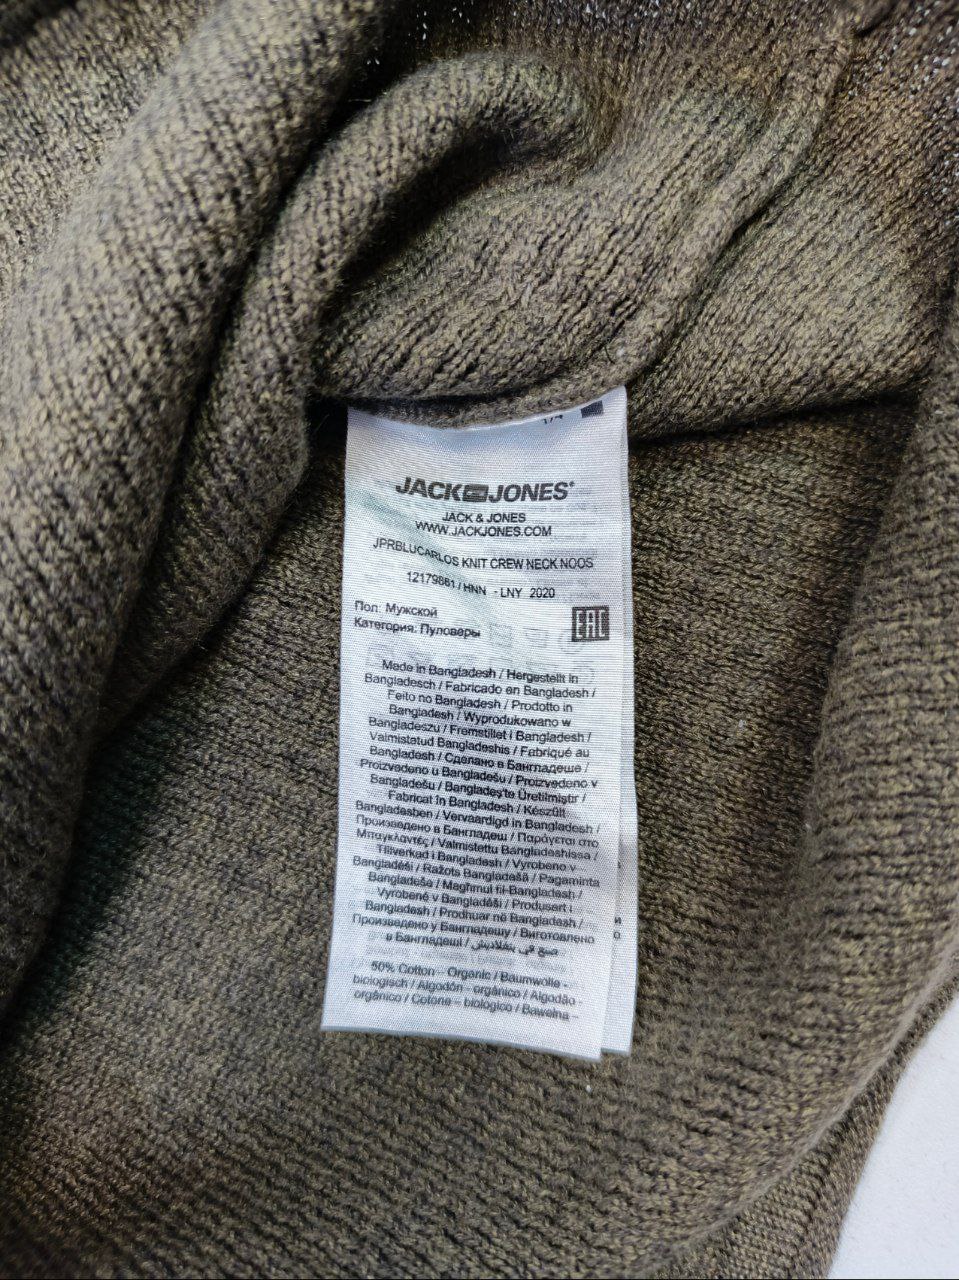 1/4
JACK & JONES
JACK & JONES
WWW.JACKJONES.COM
JPRBLUCARLOS KNIT CREW NECK NOOS
12179861 / HNN - LNY 2020
Пол: Мужской
Категория: Пуловеры
EAC
Made in Bangladesh / Hergestellt in
Bangladesch / Fabricado en Bangladesh /
Feito no Bangladesh / Prodotto in
Bangladesh / Wyprodukowano w
Bangladeszu / Fremstillet i Bangladesh /
Valmistatud Bangladeshis / Fabriqué au
Bangladesh / Сделано в Бангладеше /
Proizvedeno u Bangladešu / Proizvedeno v
Bangladešu / Bangladeş'te Üretilmiştir /
Fabricat în Bangladesh / Készült
Bangladesben / Vervaardigd in Bangladesh /
Произведено в Бангладеш / Παράγεται στο
Μπαγκλαντές / Valmistettu Bangladeshissa /
Tillverkad i Bangladesh / Vyrobeno v
Bangladéši / Ražots Bangladešā / Pagaminta
Bangladeše / Magħmul fil-Bangladesh /
Vyrobené v Bangladéši / Produsert i
Bangladesh / Prodhuar në Bangladesh /
Произведено у Бангладешу / Виготовлено
в Бангладеші / صنع في بنغلاديش
50% Cotton – Organic / Baumwolle -
biologisch / Algodón - orgánico / Algodão -
orgânico / Cotone – biologico / Bawełna –